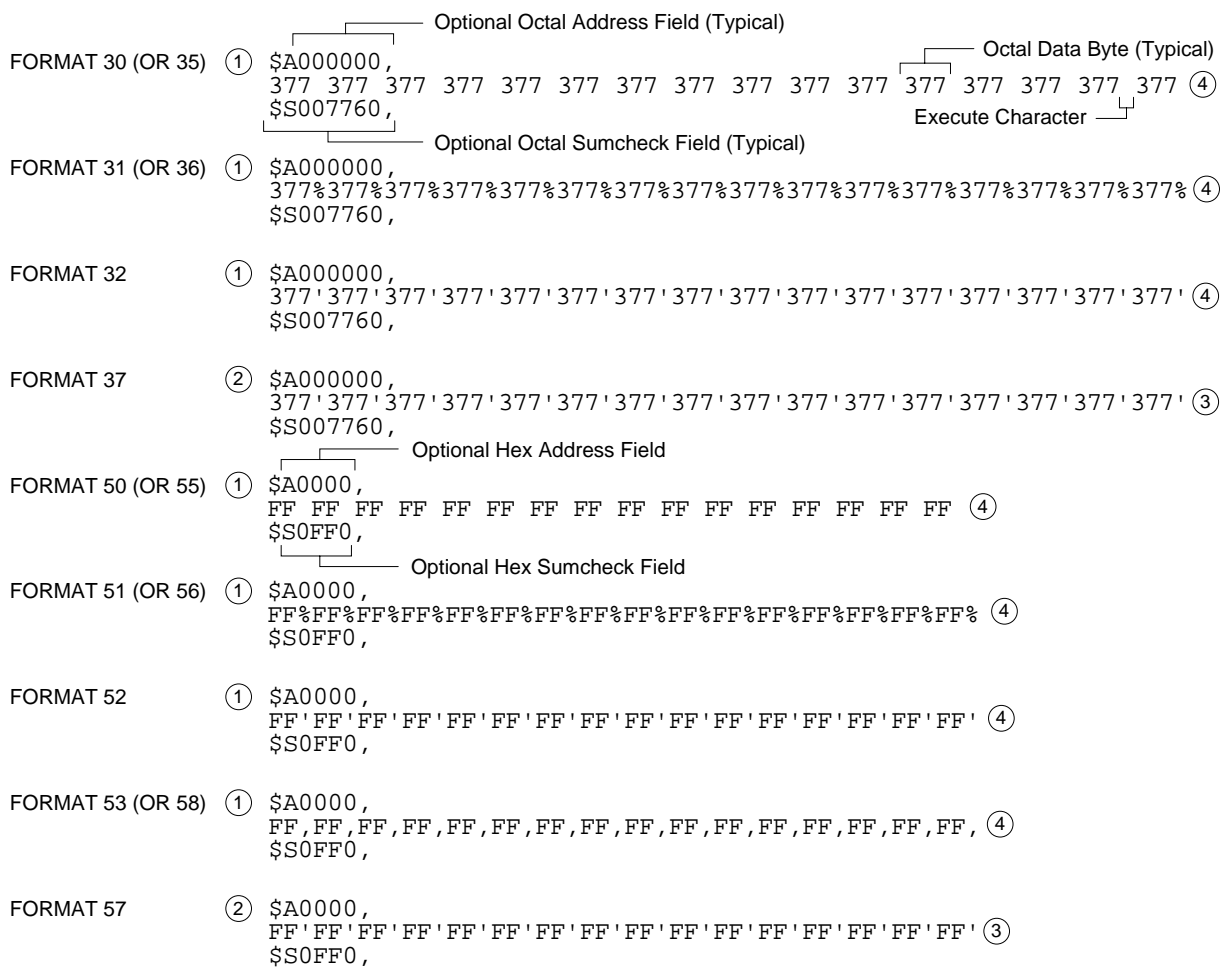 Optional Octal Address Field (Typical)
FORMAT 30 (OR 35) ① $A000000,
Octal Data Byte (Typical)
377 377 377 377 377 377 377 377 377 377 377 377 377 377 377 377 ④
$S007760,
Execute Character
Optional Octal Sumcheck Field (Typical)
FORMAT 31 (OR 36) ① $A000000,
377%377%377%377%377%377%377%377%377%377%377%377%377%377%377%377% ④
$S007760,
FORMAT 32 ① $A000000,
377'377'377'377'377'377'377'377'377'377'377'377'377'377'377'377' ④
$S007760,
FORMAT 37 ② $A000000,
377'377'377'377'377'377'377'377'377'377'377'377'377'377'377'377' ③
$S007760,
Optional Hex Address Field
FORMAT 50 (OR 55) ① $A0000,
FF FF FF FF FF FF FF FF FF FF FF FF FF FF FF FF ④
$S0FF0,
Optional Hex Sumcheck Field
FORMAT 51 (OR 56) ① $A0000,
FF%FF%FF%FF%FF%FF%FF%FF%FF%FF%FF%FF%FF%FF%FF%FF% ④
$S0FF0,
FORMAT 52 ① $A0000,
FF'FF'FF'FF'FF'FF'FF'FF'FF'FF'FF'FF'FF'FF'FF'FF' ④
$S0FF0,
FORMAT 53 (OR 58) ① $A0000,
FF,FF,FF,FF,FF,FF,FF,FF,FF,FF,FF,FF,FF,FF,FF,FF, ④
$S0FF0,
FORMAT 57 ② $A0000,
FF'FF'FF'FF'FF'FF'FF'FF'FF'FF'FF'FF'FF'FF'FF'FF' ③
$S0FF0,